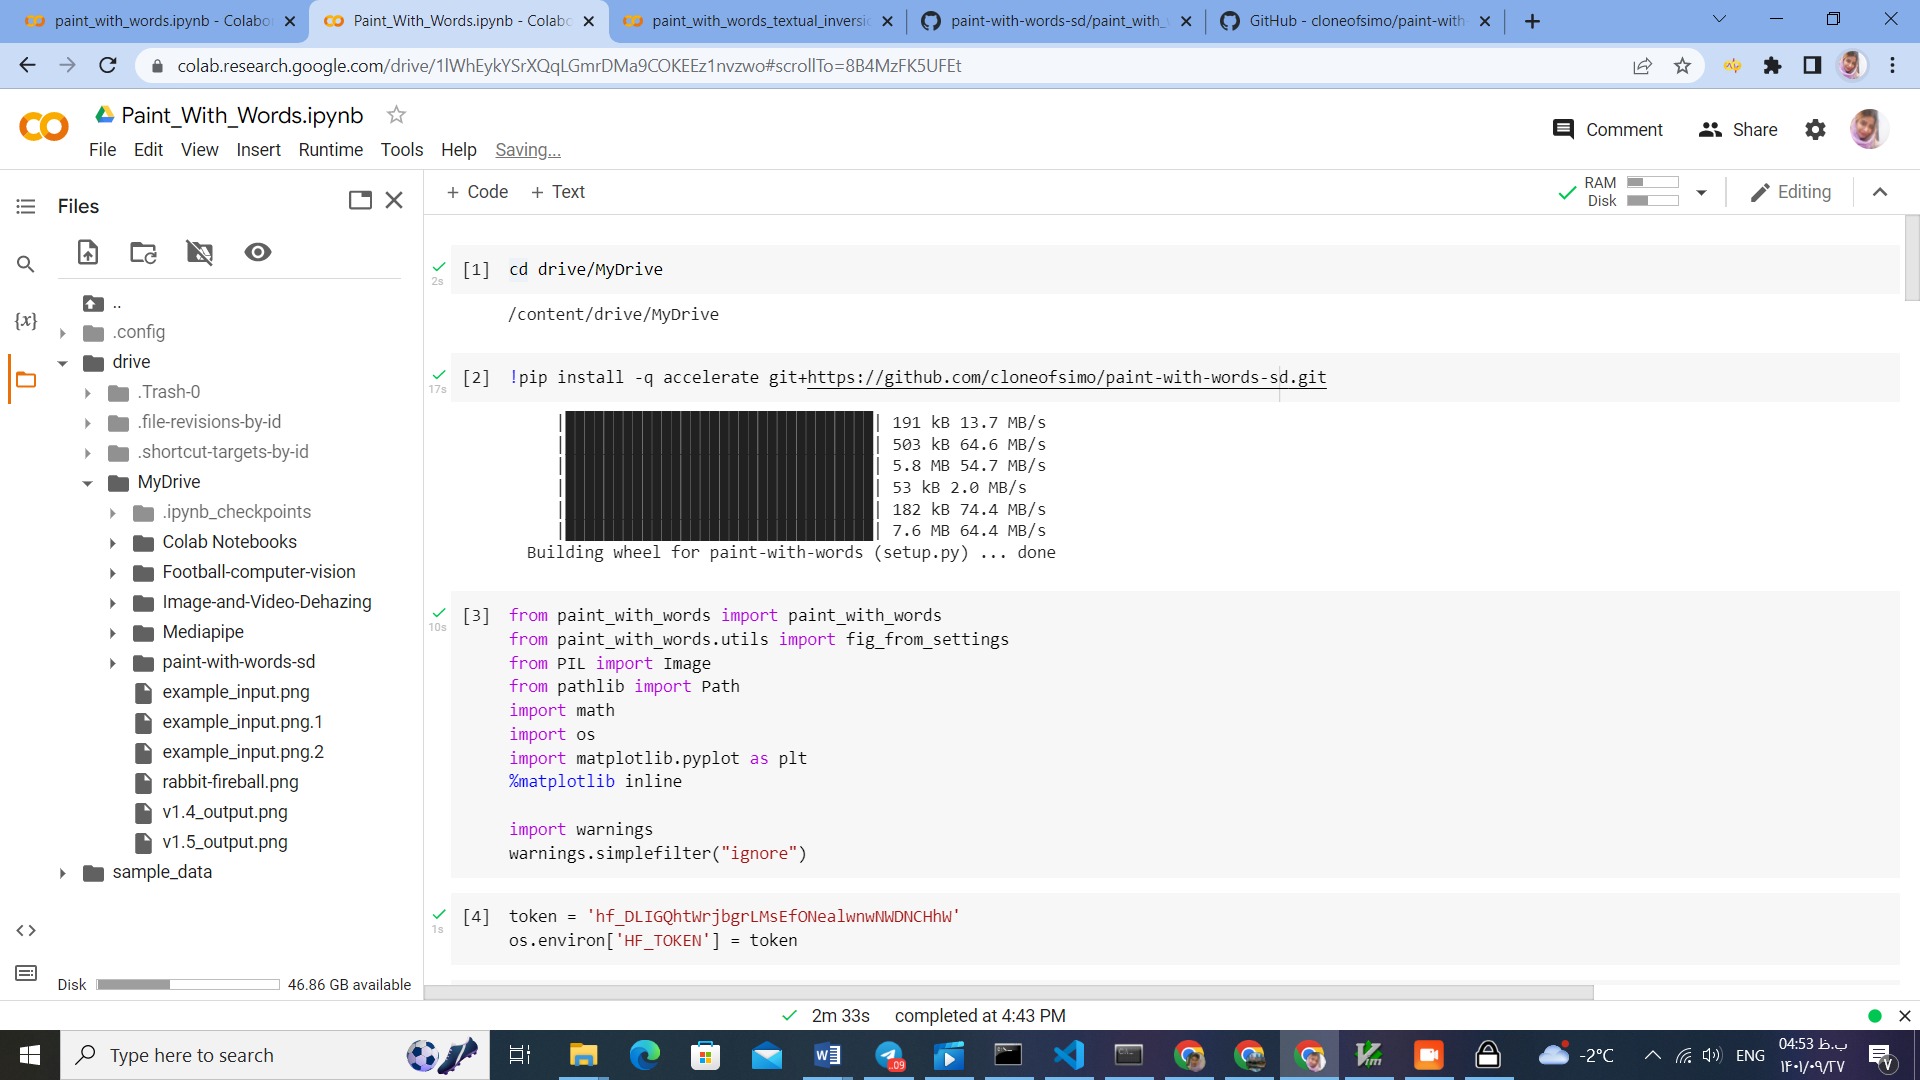 paint_with_words.ipynb - Colabo
Paint_With_Words.ipynb - Colabo
paint_with_words_textual_inversio
paint-with-words-sd/paint_with_
GitHub - cloneofsimo/paint-with
colab.research.google.com/drive/1lWhEykYSrXQqLGmrDMa9COKEEz1nvzwo#scrollTo=8B4MzFK5UFEt
Paint_With_Words.ipynb
File Edit View Insert Runtime Tools Help Saving...
Comment
Share
Files
+ Code + Text
RAM
Disk
Editing
..
.config
drive
.Trash-0
.file-revisions-by-id
.shortcut-targets-by-id
MyDrive
.ipynb_checkpoints
Colab Notebooks
Football-computer-vision
Image-and-Video-Dehazing
Mediapipe
paint-with-words-sd
example_input.png
example_input.png.1
example_input.png.2
rabbit-fireball.png
v1.4_output.png
v1.5_output.png
sample_data
Disk 46.86 GB available
{x}
2s
[1] cd drive/MyDrive
/content/drive/MyDrive
17s
[2] !pip install -q accelerate git+https://github.com/cloneofsimo/paint-with-words-sd.git
191 kB 13.7 MB/s
503 kB 64.6 MB/s
5.8 MB 54.7 MB/s
53 kB 2.0 MB/s
182 kB 74.4 MB/s
7.6 MB 64.4 MB/s
Building wheel for paint-with-words (setup.py) ... done
10s
[3] from paint_with_words import paint_with_words
from paint_with_words.utils import fig_from_settings
from PIL import Image
from pathlib import Path
import math
import os
import matplotlib.pyplot as plt
%matplotlib inline
import warnings
warnings.simplefilter("ignore")
1s
[4] token = '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'
os.environ['HF_TOKEN'] = token
2m 33s completed at 4:43 PM
Type here to search
..09
-2°C
ENG
04:53 ب.ظ
۱۴۰۱/۰۹/۲۷